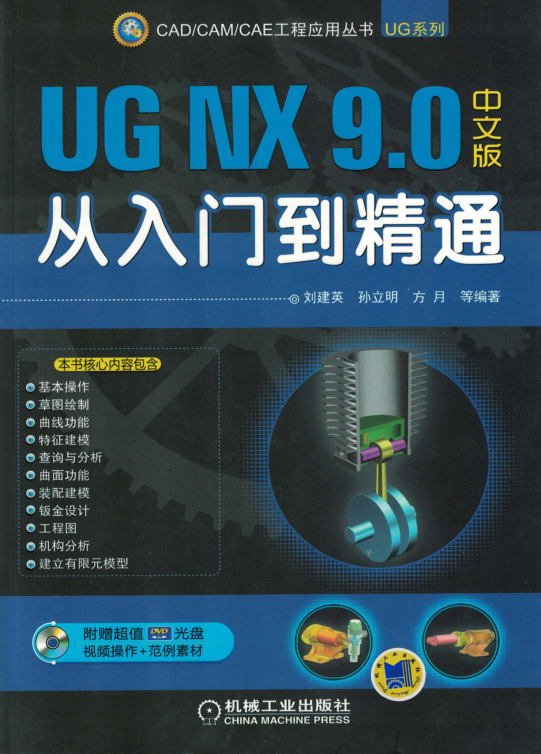 CAD/CAM/CAE工程应用丛书 UG系列
UG NX 9.0
中文版
从入门到精通
刘建英 孙立明 方月 等编著
本书核心内容包含
基本操作
草图绘制
曲线功能
特征建模
查询与分析
曲面功能
装配建模
钣金设计
工程图
机构分析
建立有限元模型
附赠超值 DVD 光盘
视频操作+范例素材
机械工业出版社
CHINA MACHINE PRESS